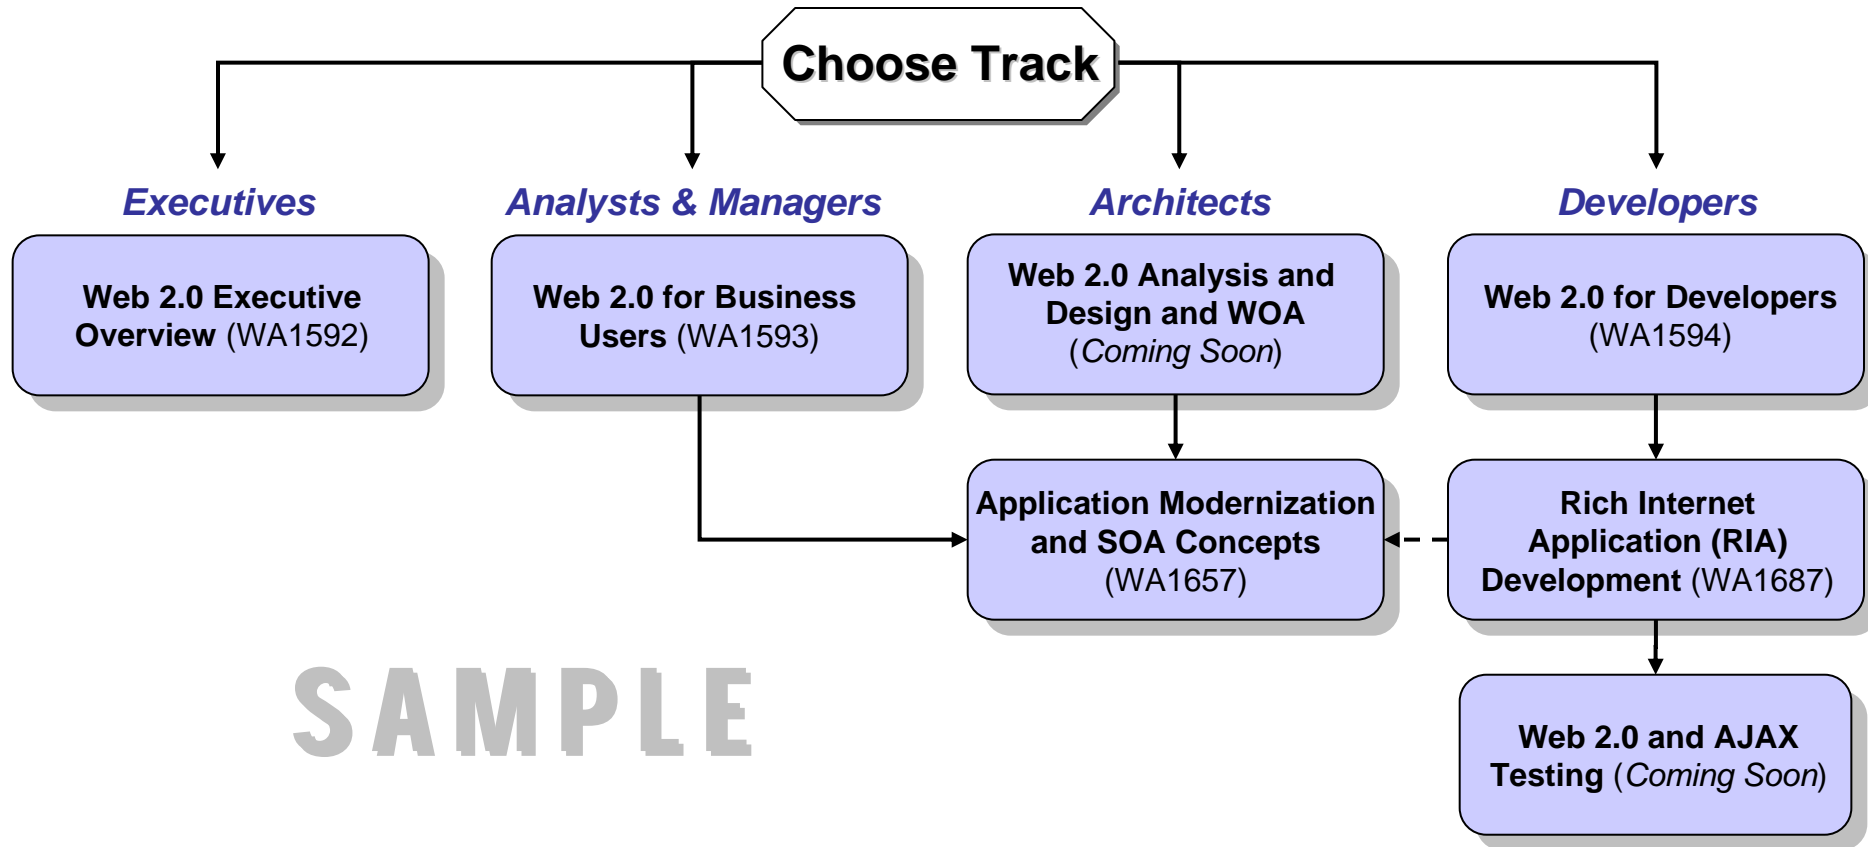 Choose Track
Executives
Analysts & Managers
Architects
Developers
Web 2.0 Executive
Overview (WA1592)
Web 2.0 for Business
Users (WA1593)
Web 2.0 Analysis and
Design and WOA
(Coming Soon)
Web 2.0 for Developers
(WA1594)
Application Modernization
and SOA Concepts
(WA1657)
Rich Internet
Application (RIA)
Development (WA1687)
SAMPLE
Web 2.0 and AJAX
Testing (Coming Soon)